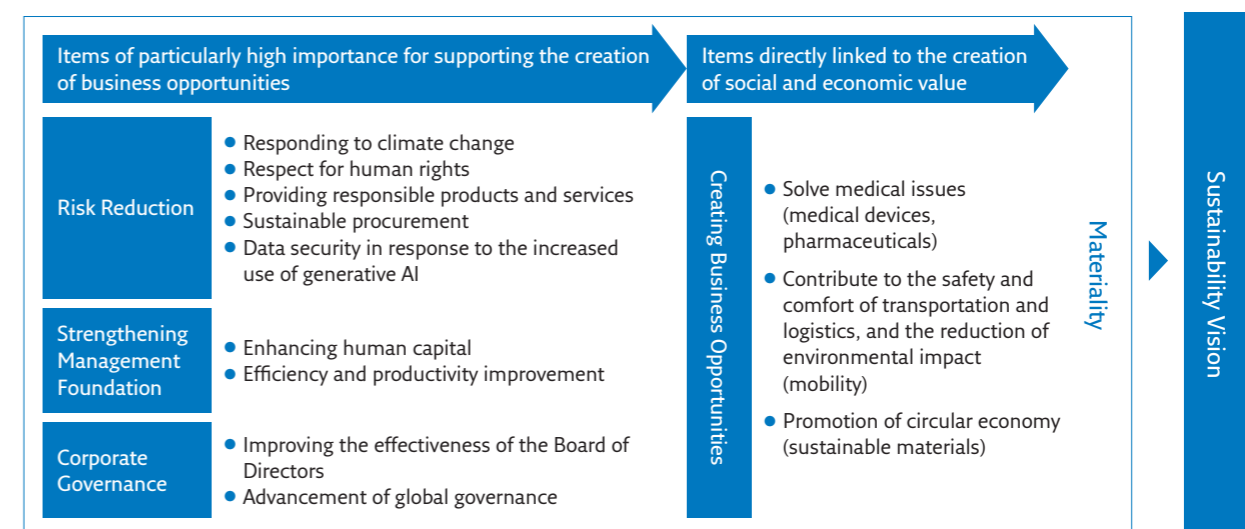 Items of particularly high importance for supporting the creation
of business opportunities
Items directly linked to the creation
of social and economic value
Risk Reduction
● Responding to climate change
● Respect for human rights
● Providing responsible products and services
● Sustainable procurement
● Data security in response to the increased
use of generative AI
Strengthening
Management
Foundation
● Enhancing human capital
● Efficiency and productivity improvement
Corporate
Governance
● Improving the effectiveness of the Board of
Directors
● Advancement of global governance
Creating Business Opportunities
● Solve medical issues
(medical devices,
pharmaceuticals)
● Contribute to the safety and
comfort of transportation and
logistics, and the reduction of
environmental impact
(mobility)
● Promotion of circular economy
(sustainable materials)
Materiality
Sustainability Vision